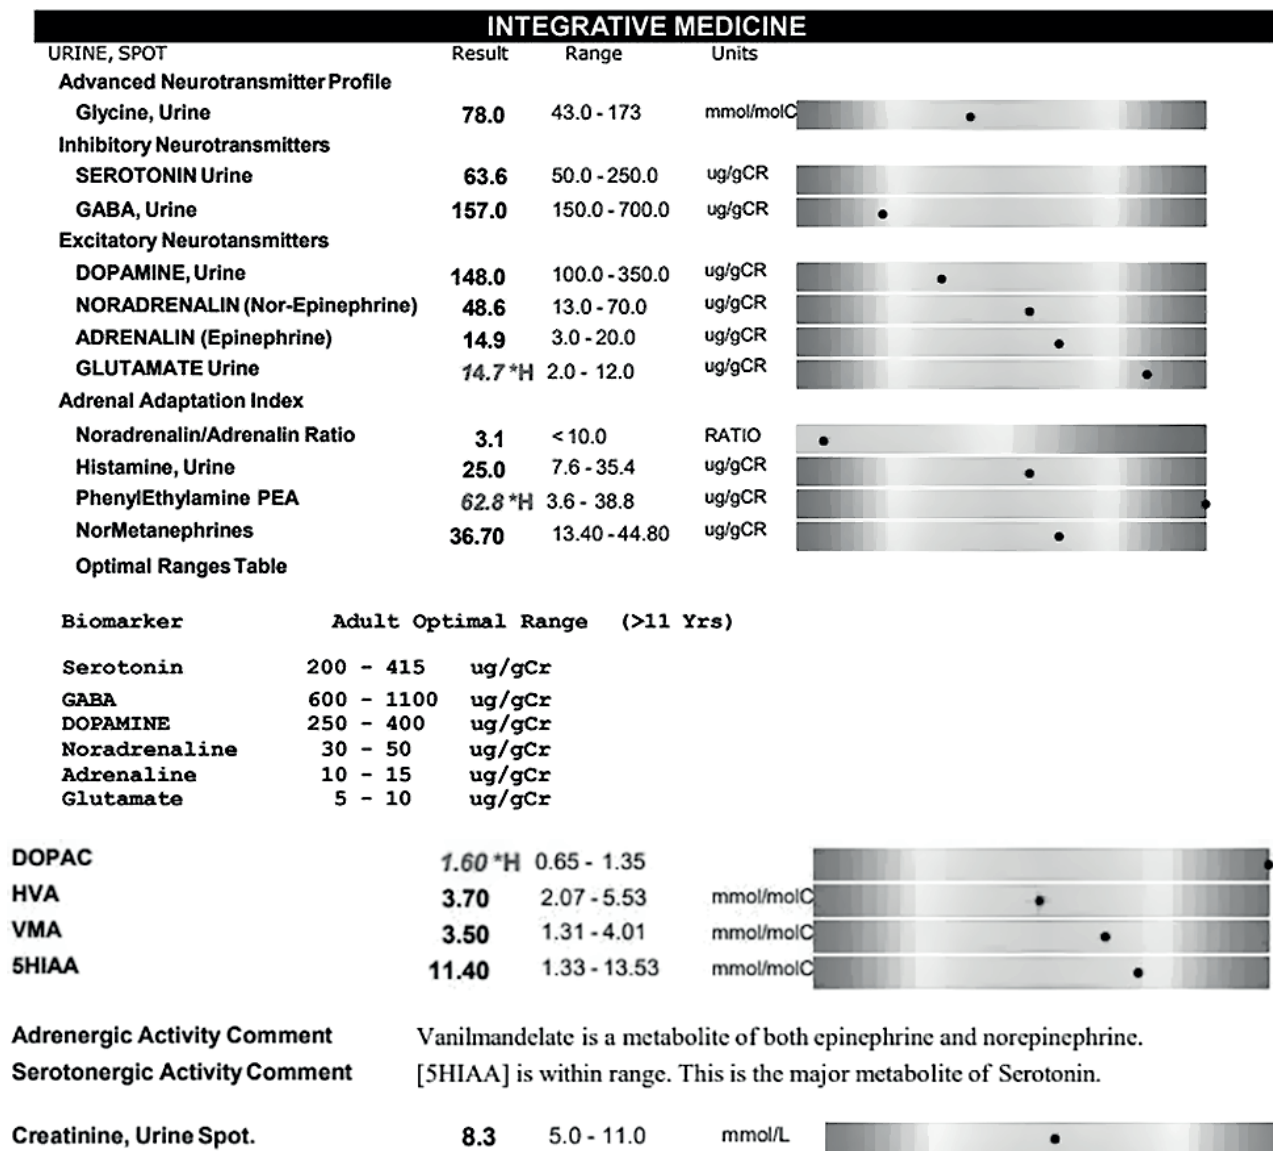 INTEGRATIVE MEDICINE
URINE, SPOT Result Range Units
Advanced Neurotransmitter Profile
Glycine, Urine 78.0 43.0 - 173 mmol/molC
Inhibitory Neurotransmitters
SEROTONIN Urine 63.6 50.0 - 250.0 ug/gCR
GABA, Urine 157.0 150.0 - 700.0 ug/gCR
Excitatory Neurotansmitters
DOPAMINE, Urine 148.0 100.0 - 350.0 ug/gCR
NORADRENALIN (Nor-Epinephrine) 48.6 13.0 - 70.0 ug/gCR
ADRENALIN (Epinephrine) 14.9 3.0 - 20.0 ug/gCR
GLUTAMATE Urine 14.7 *H 2.0 - 12.0 ug/gCR
Adrenal Adaptation Index
Noradrenalin/Adrenalin Ratio 3.1 < 10.0 RATIO
Histamine, Urine 25.0 7.6 - 35.4 ug/gCR
PhenylEthylamine PEA 62.8 *H 3.6 - 38.8 ug/gCR
NorMetanephrines 36.70 13.40 - 44.80 ug/gCR
Optimal Ranges Table
Biomarker Adult Optimal Range (>11 Yrs)
Serotonin 200 - 415 ug/gCr
GABA 600 - 1100 ug/gCr
DOPAMINE 250 - 400 ug/gCr
Noradrenaline 30 - 50 ug/gCr
Adrenaline 10 - 15 ug/gCr
Glutamate 5 - 10 ug/gCr
DOPAC 1.60 *H 0.65 - 1.35
HVA 3.70 2.07 - 5.53 mmol/molC
VMA 3.50 1.31 - 4.01 mmol/molC
5HIAA 11.40 1.33 - 13.53 mmol/molC
Adrenergic Activity Comment Vanilmandelate is a metabolite of both epinephrine and norepinephrine.
Serotonergic Activity Comment [5HIAA] is within range. This is the major metabolite of Serotonin.
Creatinine, Urine Spot. 8.3 5.0 - 11.0 mmol/L